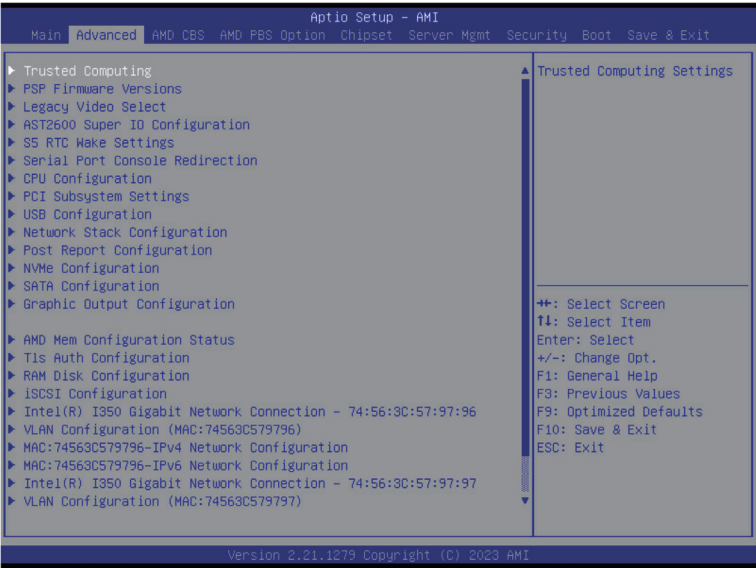 Aptio Setup – AMI
Main Advanced AMD CBS AMD PBS Option Chipset Server Mgmt Security Boot Save & Exit
Trusted Computing
PSP Firmware Versions
Legacy Video Select
AST2600 Super IO Configuration
S5 RTC Wake Settings
Serial Port Console Redirection
CPU Configuration
PCI Subsystem Settings
USB Configuration
Network Stack Configuration
Post Report Configuration
NVMe Configuration
SATA Configuration
Graphic Output Configuration
AMD Mem Configuration Status
Tls Auth Configuration
RAM Disk Configuration
iSCSI Configuration
Intel(R) I350 Gigabit Network Connection – 74:56:3C:57:97:96
VLAN Configuration (MAC:74563C579796)
MAC:74563C579796-IPv4 Network Configuration
MAC:74563C579796-IPv6 Network Configuration
Intel(R) I350 Gigabit Network Connection – 74:56:3C:57:97:97
VLAN Configuration (MAC:74563C579797)
Trusted Computing Settings
→←: Select Screen
↑↓: Select Item
Enter: Select
+/-: Change Opt.
F1: General Help
F3: Previous Values
F9: Optimized Defaults
F10: Save & Exit
ESC: Exit
Version 2.21.1279 Copyright (C) 2023 AMI